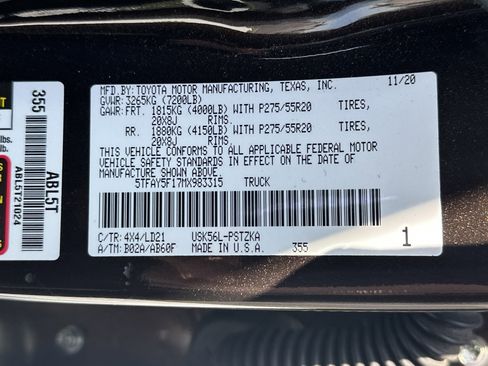 MFD. BY: TOYOTA MOTOR MANUFACTURING, TEXAS, INC. 11/20
GVWR: 3265KG (7200LB)
GAWR: FRT. 1815KG (4000LB) WITH P275/55R20 TIRES,
20X8J RIMS.
RR. 1880KG (4150LB) WITH P275/55R20 TIRES,
20X8J RIMS.
THIS VEHICLE CONFORMS TO ALL APPLICABLE FEDERAL MOTOR
VEHICLE SAFETY STANDARDS IN EFFECT ON THE DATE OF
MANUFACTURE SHOWN ABOVE.
5TFAY5F17MX983315 TRUCK
C/TR: 4X4/LD21 USK56L-PSTZKA
A/TM: B02A/AB60F MADE IN U.S.A. 355 1
355
ABL5T
ABL5T21U024
lbs.
lb.